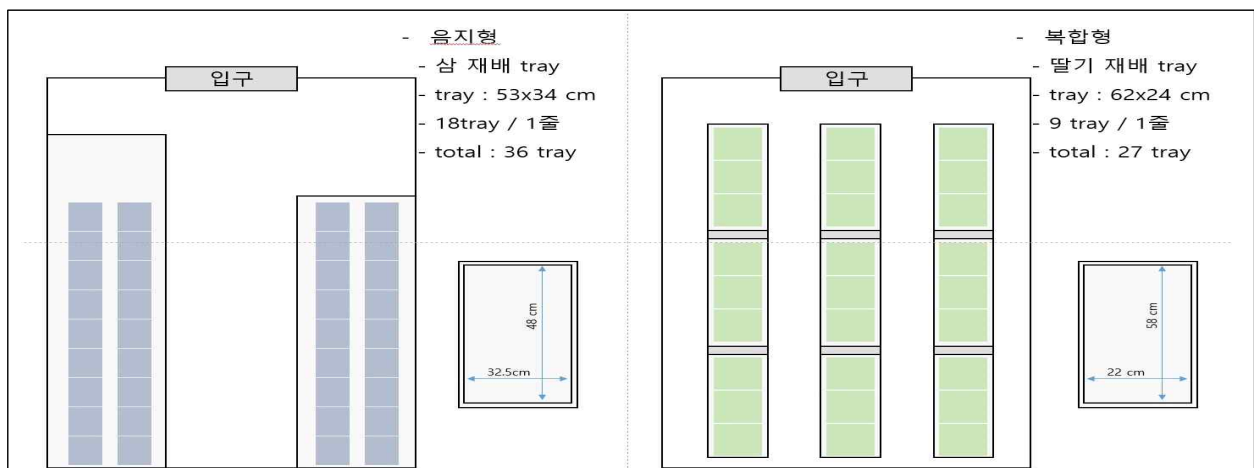 - 음지형
- 삼 재배 tray
- tray : 53x34 cm
- 18tray / 1줄
- total : 36 tray
입구
48 cm
32.5cm
- 복합형
- 딸기 재배 tray
- tray : 62x24 cm
- 9 tray / 1줄
- total : 27 tray
입구
58 cm
22 cm